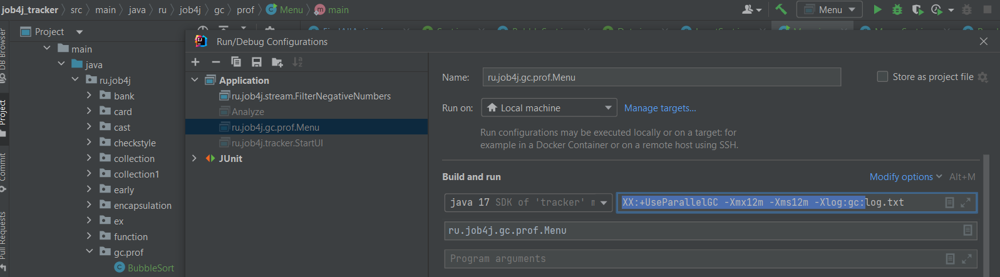 job4j_tracker src main java ru job4j gc prof Menu main
Menu
Project
Run/Debug Configurations
DB Browser
Project
Commit
Pull Requests
main
java
ru.job4j
bank
card
cast
checkstyle
collection
collection1
early
encapsulation
ex
function
gc.prof
BubbleSort
Application
ru.job4j.stream.FilterNegativeNumbers
Analyze
ru.job4j.gc.prof.Menu
ru.job4j.tracker.StartUI
JUnit
Name: ru.job4j.gc.prof.Menu
Store as project file
Run on: Local machine Manage targets...
Run configurations may be executed locally or on a target: for
example in a Docker Container or on a remote host using SSH.
Build and run Modify options Alt+M
java 17 SDK of 'tracker' m XX:+UseParallelGC -Xmx12m -Xms12m -Xlog:gc:log.txt
ru.job4j.gc.prof.Menu
Program arguments